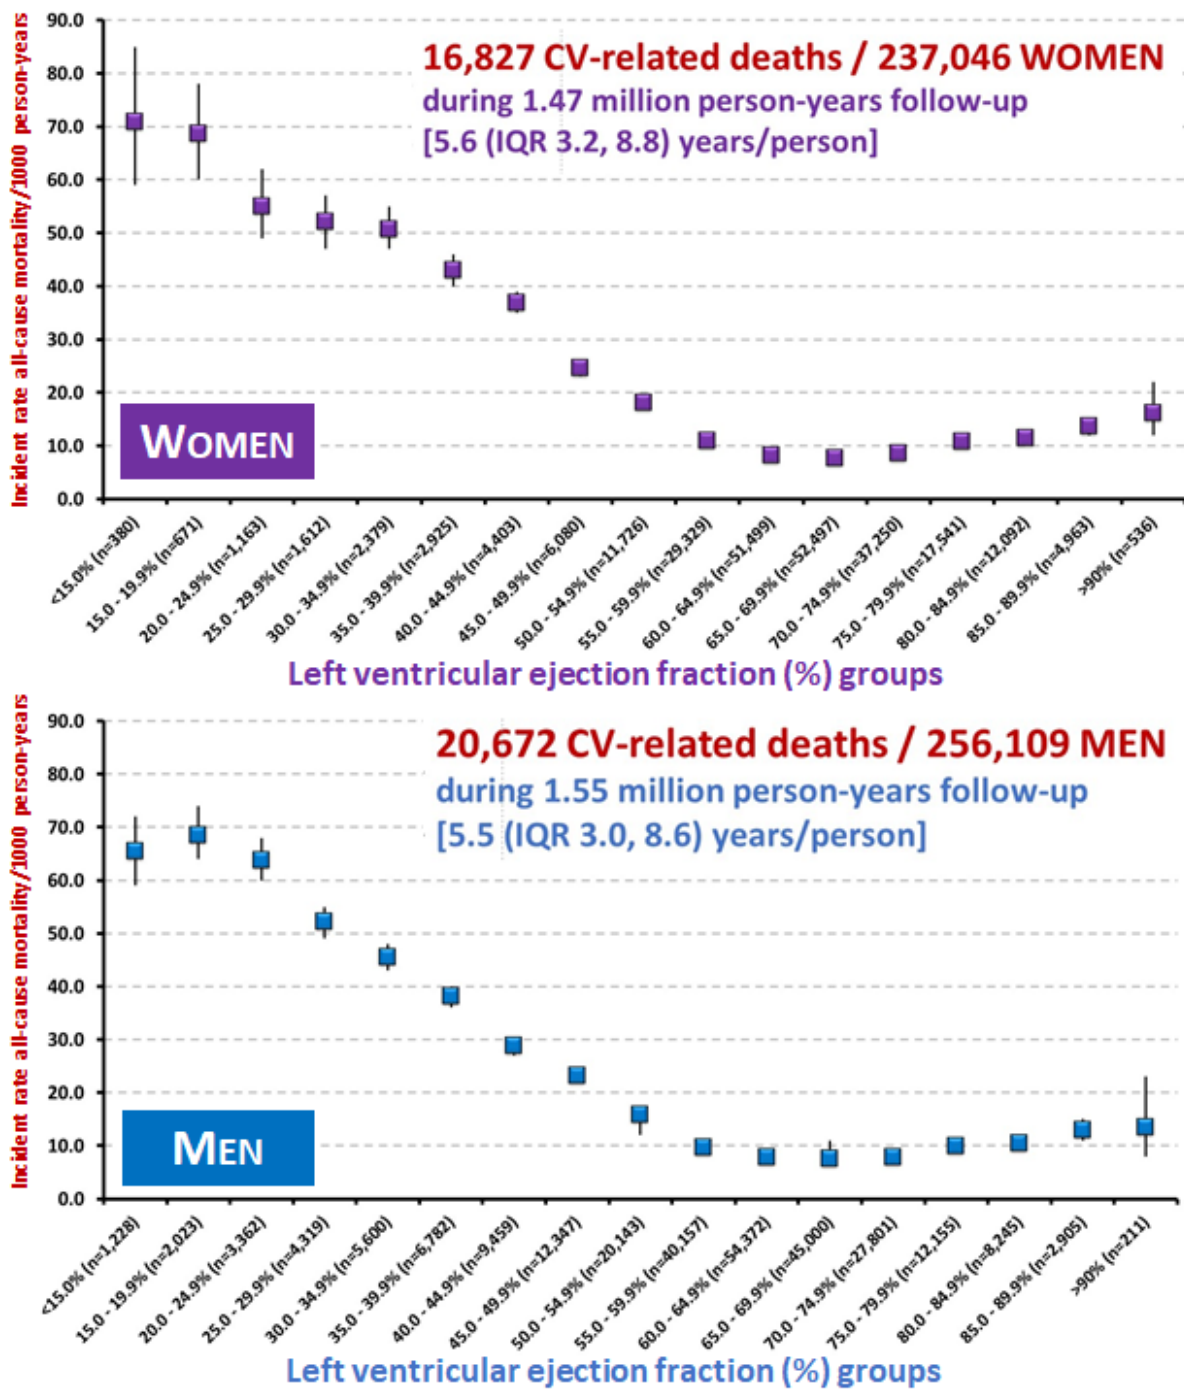 Incident rate all-cause mortality/1000 person-years
90.0
80.0
70.0
60.0
50.0
40.0
30.0
20.0
10.0
0.0
16,827 CV-related deaths / 237,046 WOMEN
during 1.47 million person-years follow-up
[5.6 (IQR 3.2, 8.8) years/person]
WOMEN
<15.0% (n=380)
15.0 - 19.9% (n=671)
20.0 - 24.9% (n=1,163)
25.0 - 29.9% (n=1,612)
30.0 - 34.9% (n=2,379)
35.0 - 39.9% (n=2,925)
40.0 - 44.9% (n=4,403)
45.0 - 49.9% (n=6,080)
50.0 - 54.9% (n=11,726)
55.0 - 59.9% (n=29,329)
60.0 - 64.9% (n=51,499)
65.0 - 69.9% (n=52,497)
70.0 - 74.9% (n=37,250)
75.0 - 79.9% (n=17,541)
80.0 - 84.9% (n=12,092)
85.0 - 89.9% (n=4,963)
>90% (n=536)
Left ventricular ejection fraction (%) groups
Incident rate all-cause mortality/1000 person-years
90.0
80.0
70.0
60.0
50.0
40.0
30.0
20.0
10.0
0.0
20,672 CV-related deaths / 256,109 MEN
during 1.55 million person-years follow-up
[5.5 (IQR 3.0, 8.6) years/person]
MEN
<15.0% (n=1,228)
15.0 - 19.9% (n=2,023)
20.0 - 24.9% (n=3,362)
25.0 - 29.9% (n=4,319)
30.0 - 34.9% (n=5,600)
35.0 - 39.9% (n=6,782)
40.0 - 44.9% (n=9,459)
45.0 - 49.9% (n=12,347)
50.0 - 54.9% (n=20,143)
55.0 - 59.9% (n=40,157)
60.0 - 64.9% (n=54,372)
65.0 - 69.9% (n=45,000)
70.0 - 74.9% (n=27,801)
75.0 - 79.9% (n=12,155)
80.0 - 84.9% (n=8,245)
85.0 - 89.9% (n=2,905)
>90% (n=211)
Left ventricular ejection fraction (%) groups